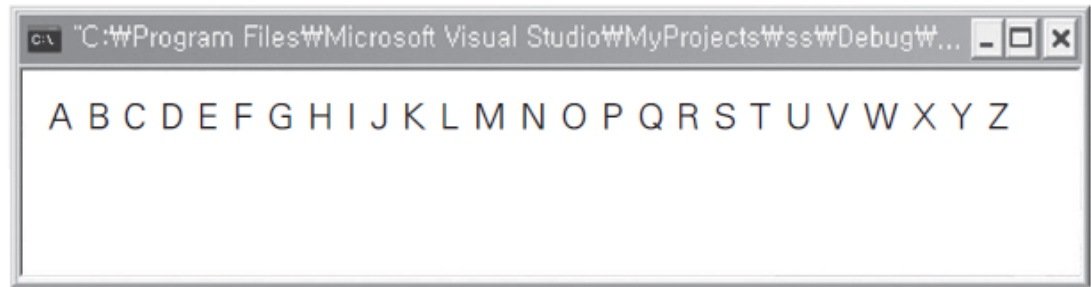 "C:₩Program Files₩Microsoft Visual Studio₩MyProjects₩ss₩Debug₩...
A B C D E F G H I J K L M N O P Q R S T U V W X Y Z